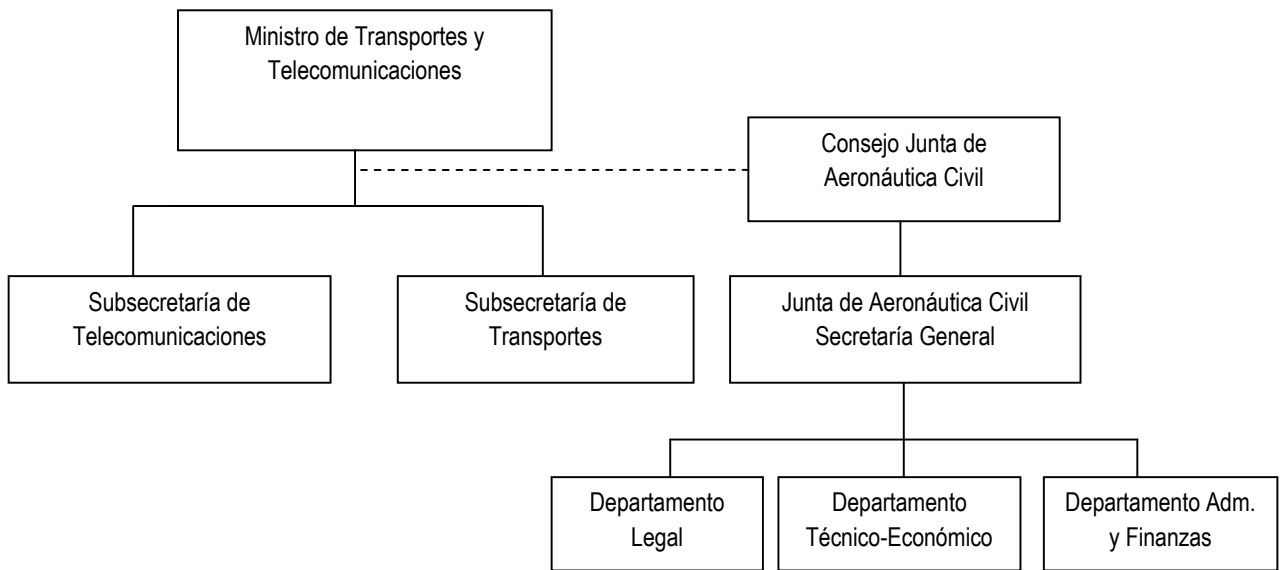 Ministro de Transportes y
Telecomunicaciones
Consejo Junta de
Aeronáutica Civil
Subsecretaría de
Telecomunicaciones
Subsecretaría de
Transportes
Junta de Aeronáutica Civil
Secretaría General
Departamento
Legal
Departamento
Técnico-Económico
Departamento Adm.
y Finanzas